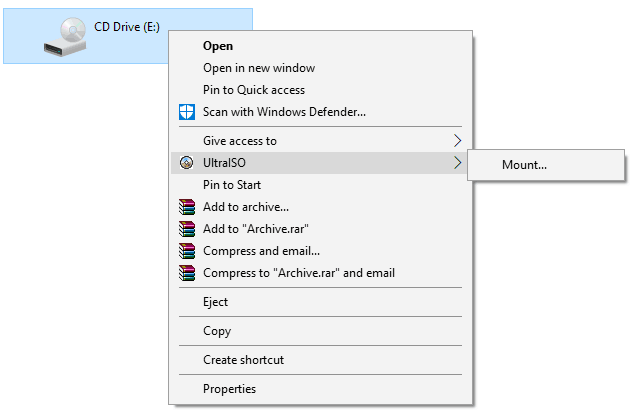 CD Drive (E:)
Open
Open in new window
Pin to Quick access
Scan with Windows Defender...
Give access to
UltraISO
Mount...
Pin to Start
Add to archive...
Add to "Archive.rar"
Compress and email...
Compress to "Archive.rar" and email
Eject
Copy
Create shortcut
Properties